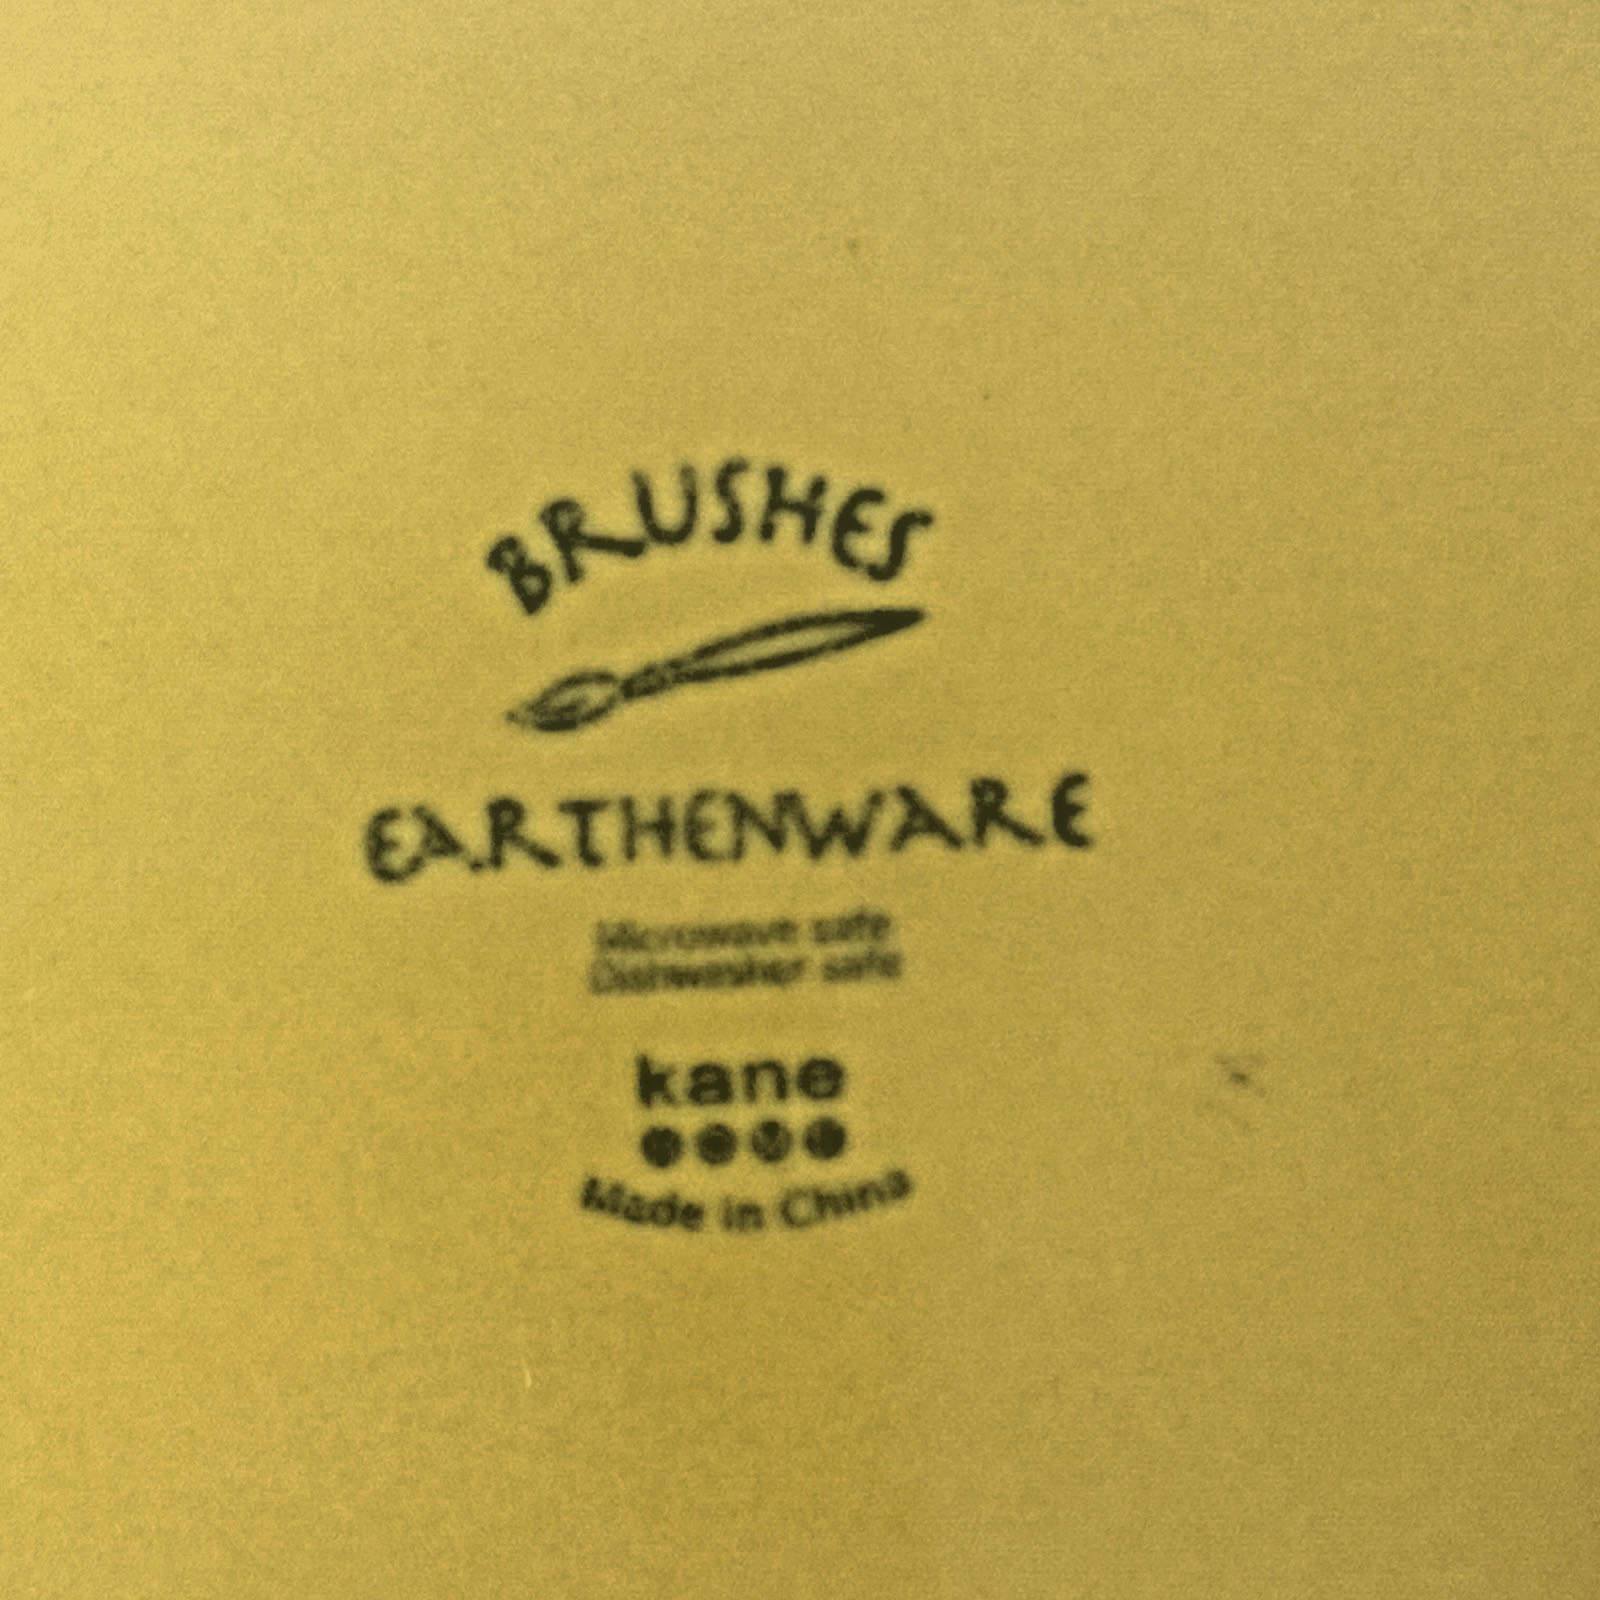 BRUSHES
EARTHENWARE
Microwave safe
Dishwasher safe
kane
Made in China